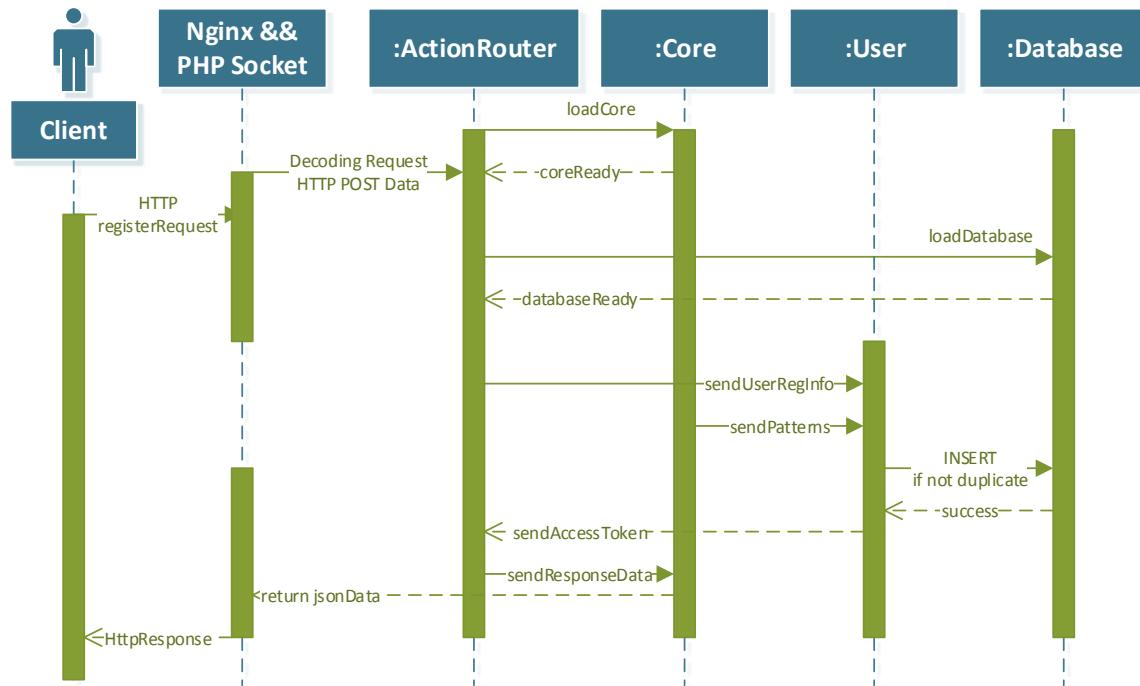 Nginx &&
PHP Socket
:ActionRouter
:Core
:User
:Database
Client
loadCore
Decoding Request
HTTP POST Data
coreReady
HTTP
registerRequest
loadDatabase
databaseReady
sendUserRegInfo
sendPatterns
INSERT
if not duplicate
success
sendAccessToken
sendResponseData
return jsonData
HttpResponse